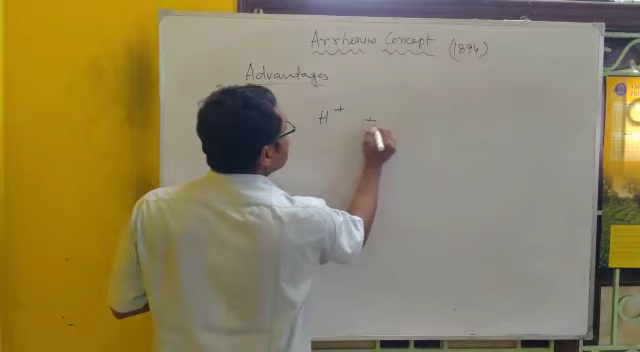 Arrhenius Concept (1894)
Advantages
H⁺ +